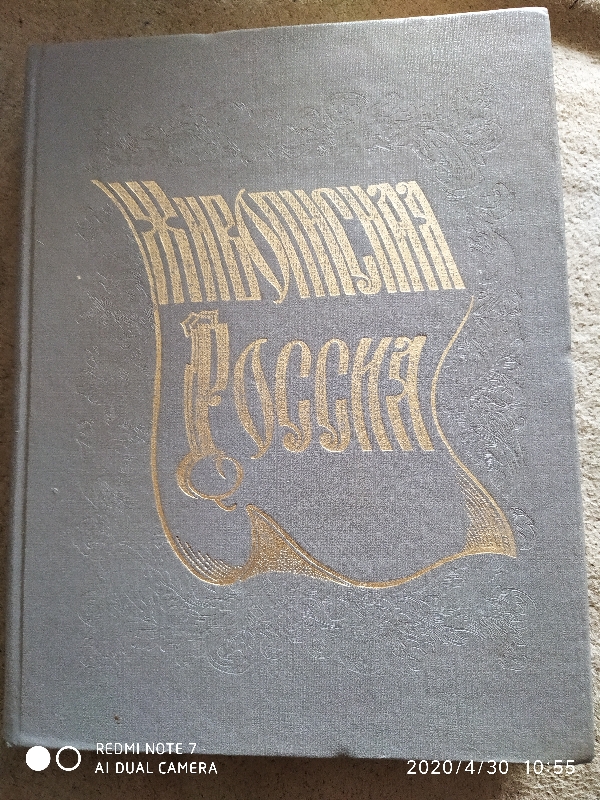 Живописная
Россия
REDMI NOTE 7
AI DUAL CAMERA
2020/4/30 10:55